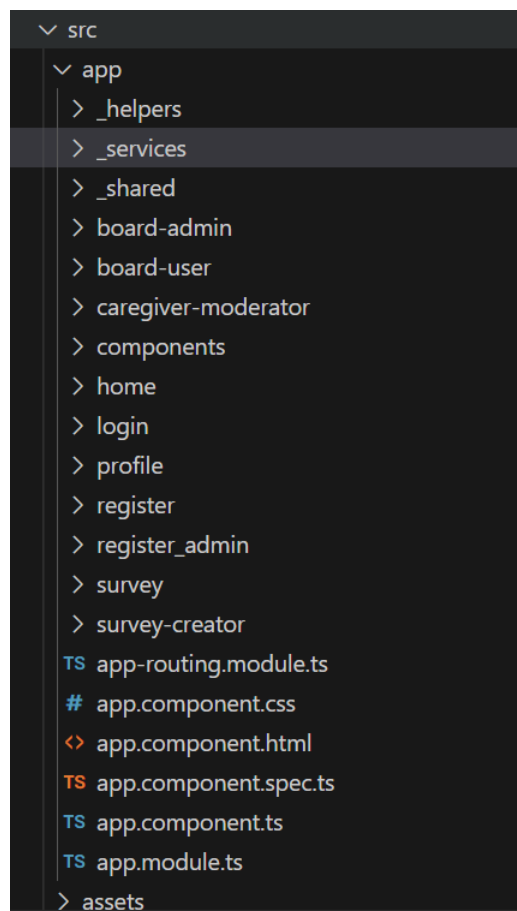 src
app
_helpers
_services
_shared
board-admin
board-user
caregiver-moderator
components
home
login
profile
register
register_admin
survey
survey-creator
TS app-routing.module.ts
# app.component.css
<> app.component.html
TS app.component.spec.ts
TS app.component.ts
TS app.module.ts
assets